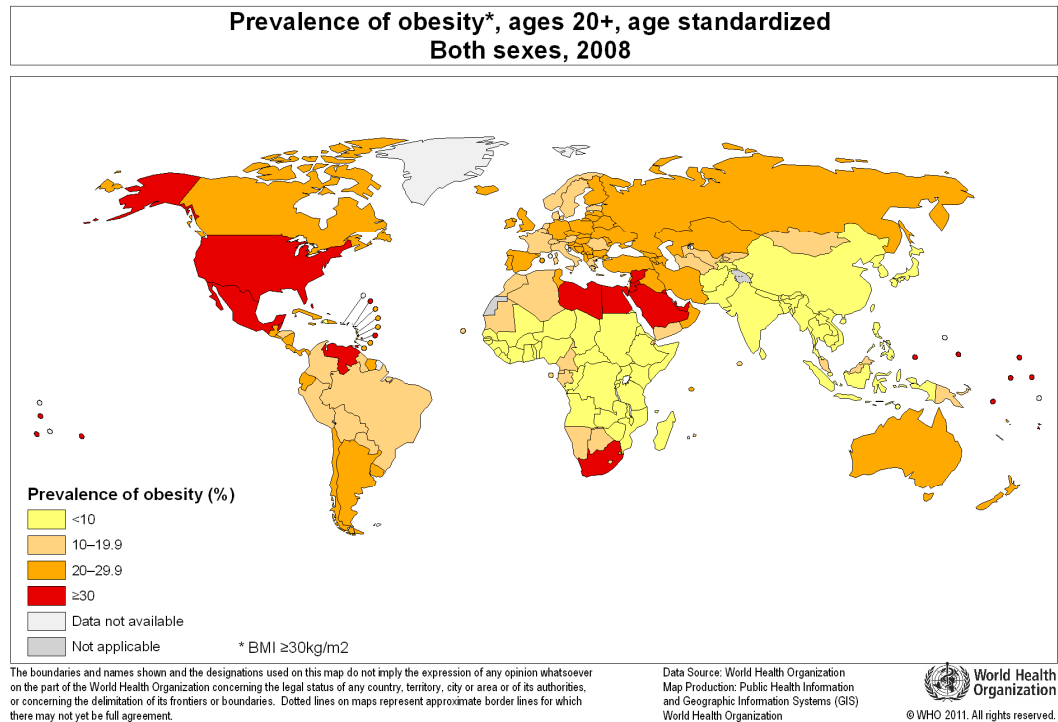 Prevalence of obesity*, ages 20+, age standardized
Both sexes, 2008
Prevalence of obesity (%)
<10
10–19.9
20–29.9
≥30
Data not available
Not applicable
* BMI ≥30kg/m2
The boundaries and names shown and the designations used on this map do not imply the expression of any opinion whatsoever
on the part of the World Health Organization concerning the legal status of any country, territory, city or area or of its authorities,
or concerning the delimitation of its frontiers or boundaries. Dotted lines on maps represent approximate border lines for which
there may not yet be full agreement.
Data Source: World Health Organization
Map Production: Public Health Information
and Geographic Information Systems (GIS)
World Health Organization
World Health
Organization
© WHO 2011. All rights reserved.